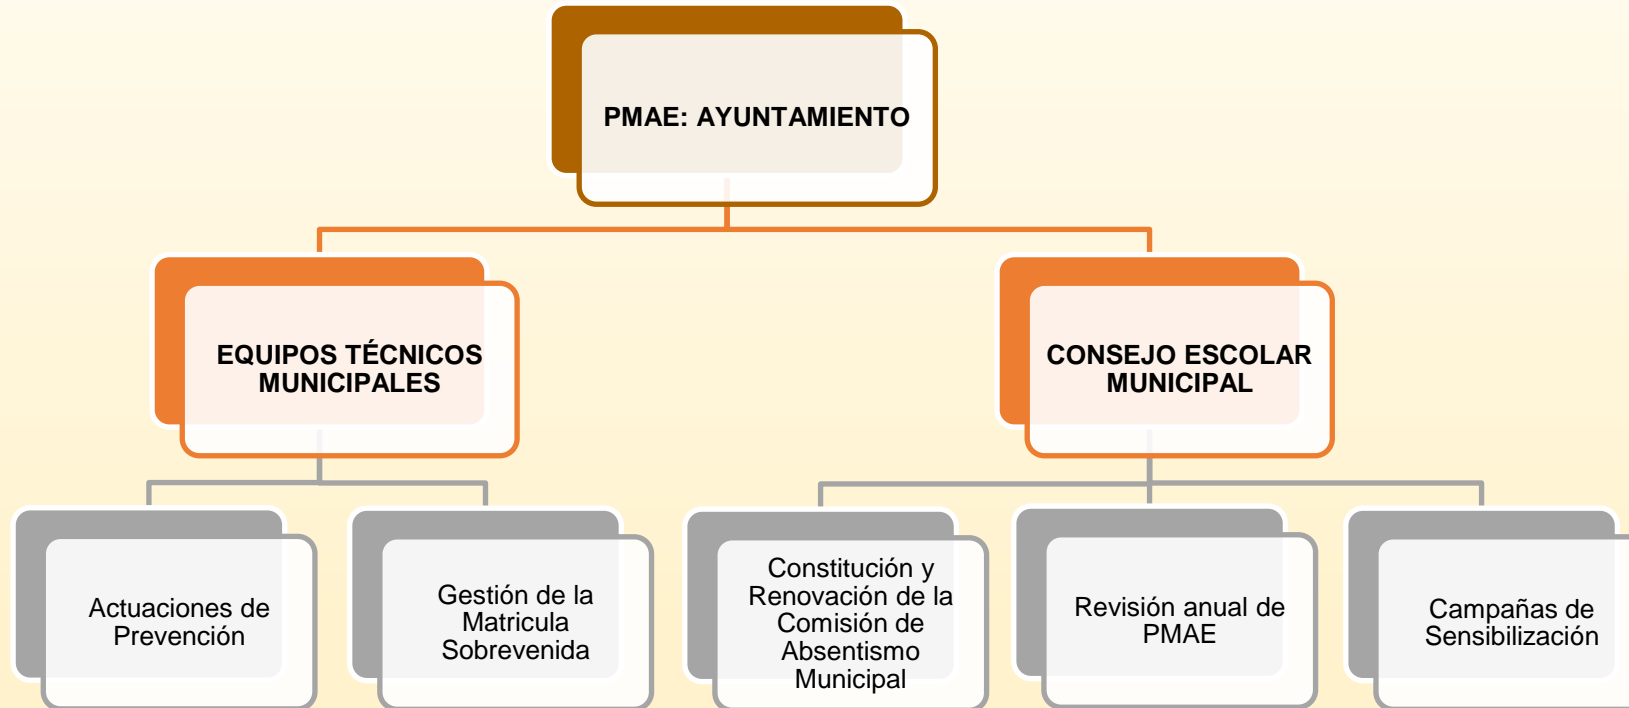 PMAE: AYUNTAMIENTO
EQUIPOS TÉCNICOS
MUNICIPALES
CONSEJO ESCOLAR
MUNICIPAL
Actuaciones de
Prevención
Gestión de la
Matricula
Sobrevenida
Constitución y
Renovación de la
Comisión de
Absentismo
Municipal
Revisión anual de
PMAE
Campañas de
Sensibilización